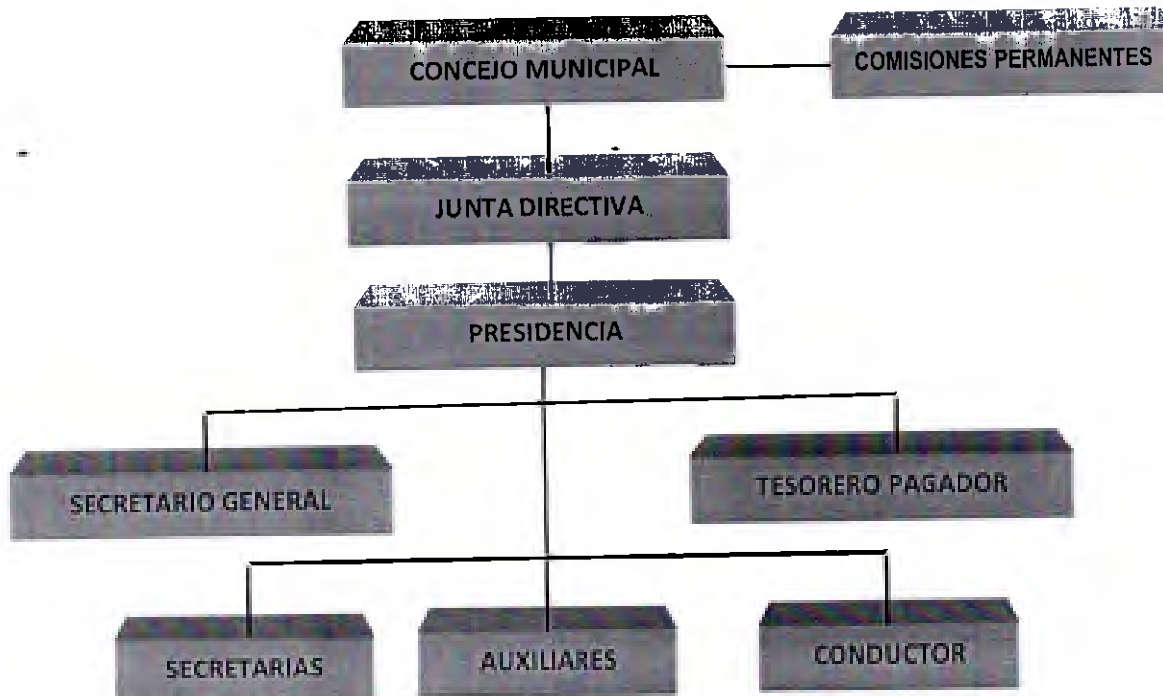 CONCEJO MUNICIPAL
COMISIONES PERMANENTES
JUNTA DIRECTIVA
PRESIDENCIA
SECRETARIO GENERAL
TESORERO PAGADOR
SECRETARIAS
AUXILIARES
CONDUCTOR